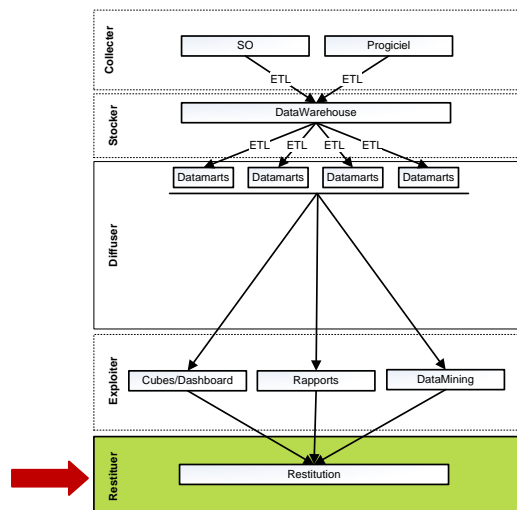 Collecter
SO
Progiciel
ETL
ETL
Stocker
DataWarehouse
ETL
ETL
ETL
ETL
Diffuser
Datamarts
Datamarts
Datamarts
Datamarts
Exploiter
Cubes/Dashboard
Rapports
DataMining
Restituer
Restitution